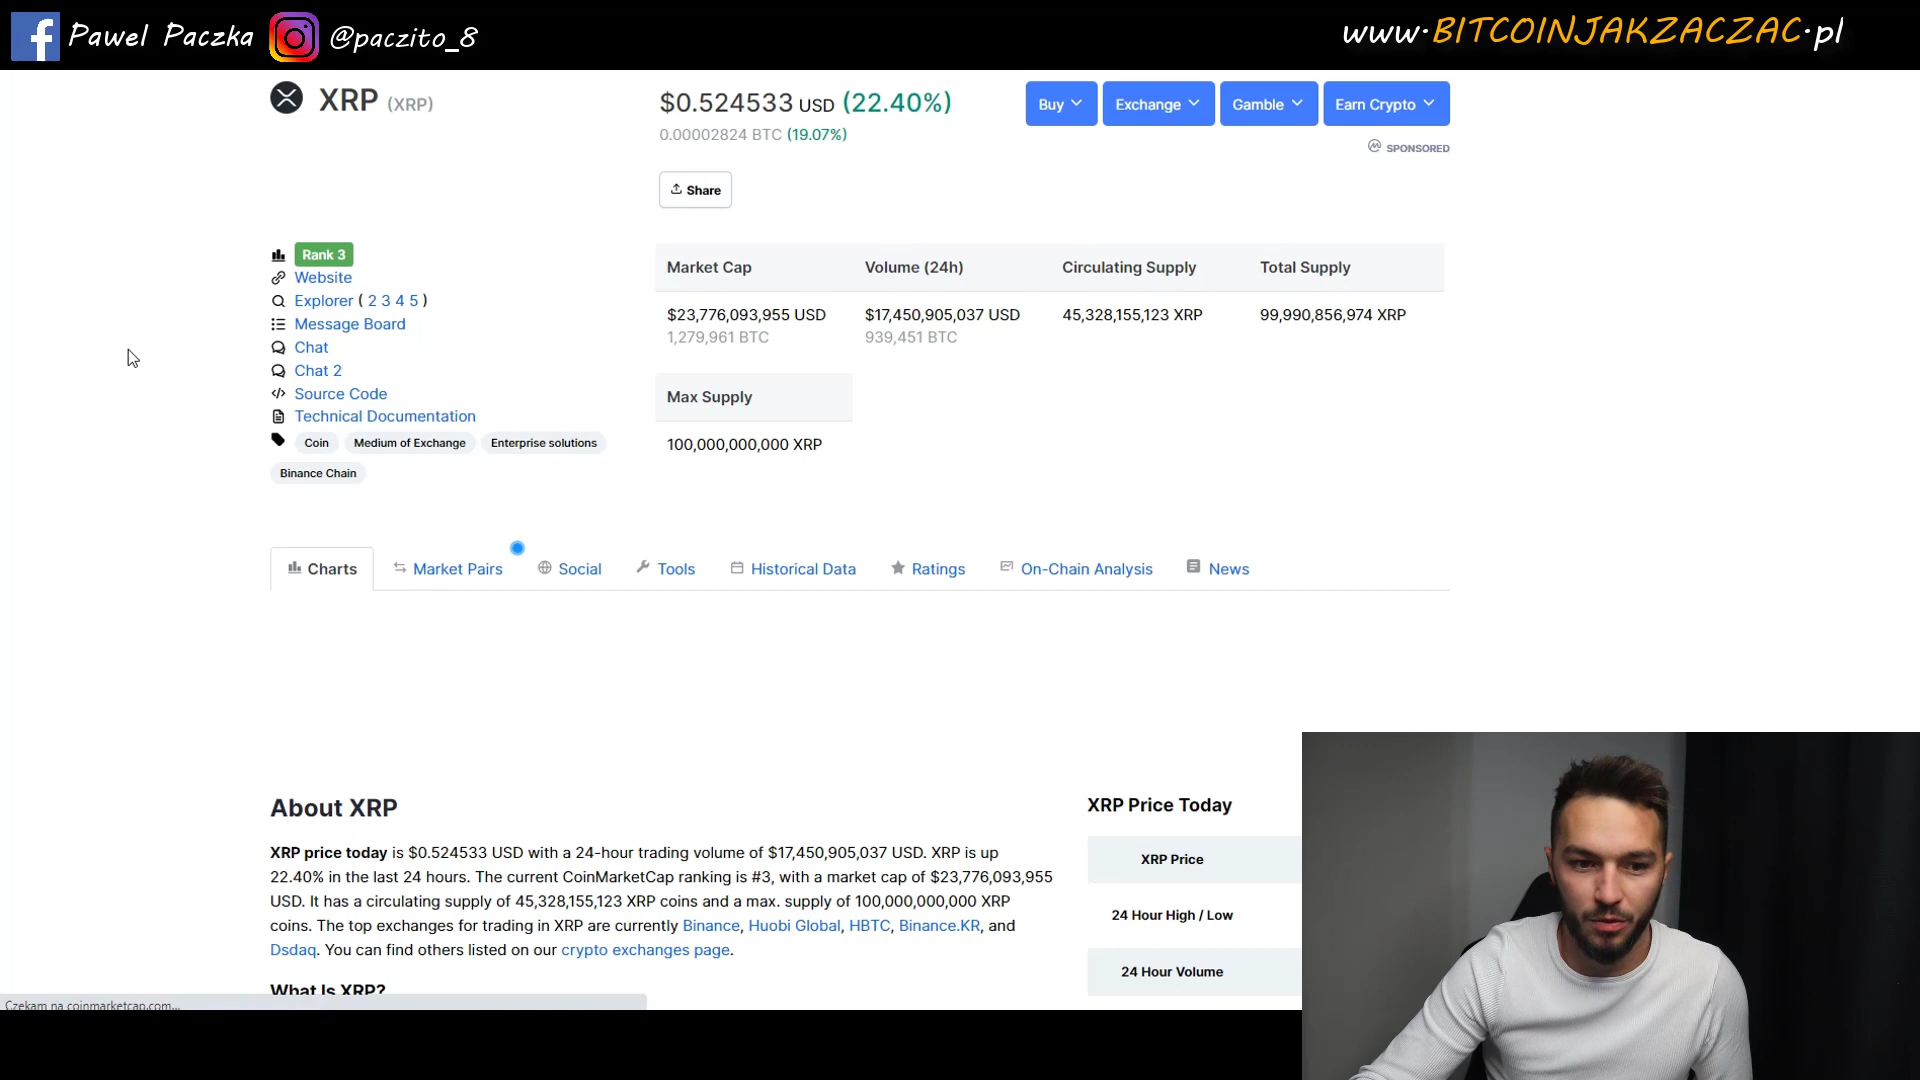 Pawel Paczka @paczito_8
www.BITCOINJAKZACZAC.pl
XRP (XRP)
$0.524533 USD (22.40%)
0.00002824 BTC (19.07%)
Buy
Exchange
Gamble
Earn Crypto
SPONSORED
Share
Rank 3
Website
Explorer ( 2 3 4 5 )
Message Board
Chat
Chat 2
Source Code
Technical Documentation
Coin Medium of Exchange Enterprise solutions
Binance Chain
Market Cap Volume (24h) Circulating Supply Total Supply
$23,776,093,955 USD $17,450,905,037 USD 45,328,155,123 XRP 99,990,856,974 XRP
1,279,961 BTC 939,451 BTC
Max Supply
100,000,000,000 XRP
Charts Market Pairs Social Tools Historical Data Ratings On-Chain Analysis News
About XRP
XRP price today is $0.524533 USD with a 24-hour trading volume of $17,450,905,037 USD. XRP is up
22.40% in the last 24 hours. The current CoinMarketCap ranking is #3, with a market cap of $23,776,093,955
USD. It has a circulating supply of 45,328,155,123 XRP coins and a max. supply of 100,000,000,000 XRP
coins. The top exchanges for trading in XRP are currently Binance, Huobi Global, HBTC, Binance.KR, and
Dsdaq. You can find others listed on our crypto exchanges page.
What Is XRP?
XRP Price Today
XRP Price
24 Hour High / Low
24 Hour Volume
Czekam na coinmarketcap.com...